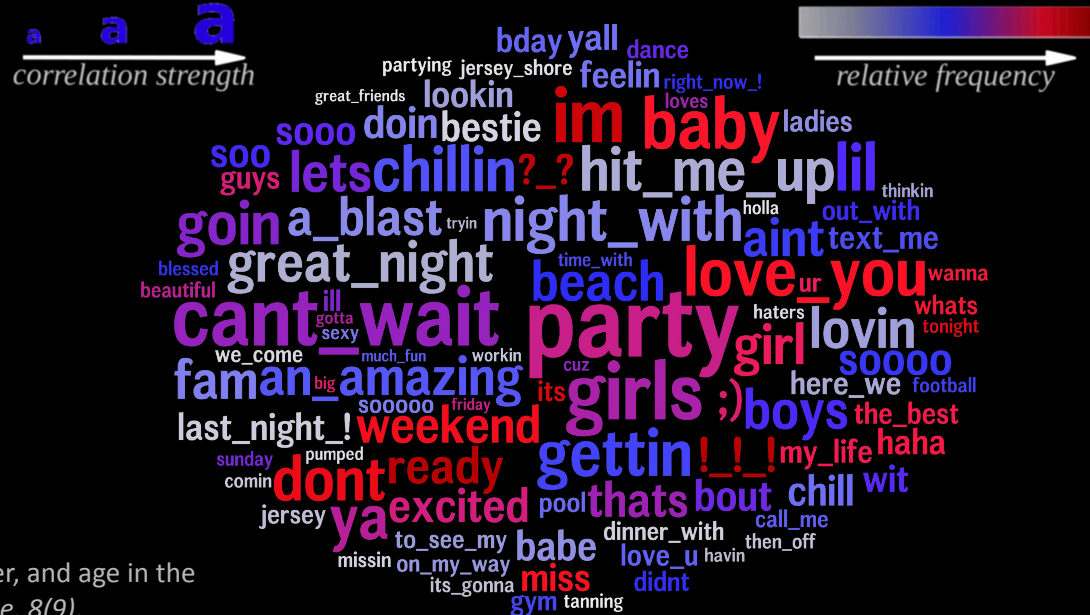 a a a
correlation strength
relative frequency
bday yall dance
partying jersey_shore feelin right_now_!
great_friends lookin im loves baby ladies
sooo doin bestie
soo lets chillin ?_? hit_me_up lil
guys thinkin
goin a_blast tryin night_with holla out_with
aint text_me
blessed great_night time_with love_you
beautiful beach ur wanna
cant_wait ill gotta sexy party haters lovin whats
tonight
we_come much_fun workin girl soooo
fam an_amazing big cuz here_we football
sooooo friday its girls ;) boys the_best
last_night_! weekend
gettin !_!_! my_life haha
sunday pumped ready
comin dont chill wit
jersey ya excited pool thats bout call_me
to_see_my babe dinner_with then_off
missin on_my_way love_u havin
its_gonna miss didnt
gym tanning
er, and age in the
e, 8(9).